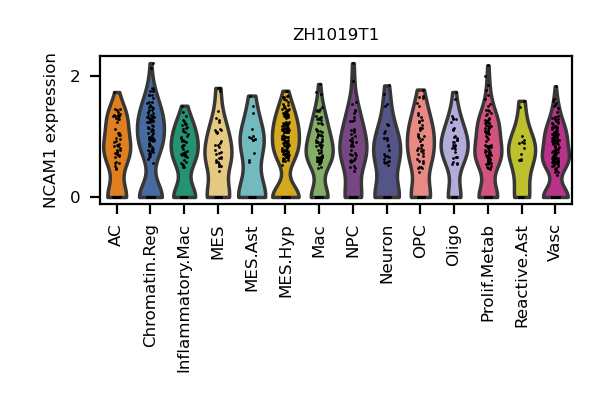 ZH1019T1
NCAM1 expression
2
0
AC
Chromatin.Reg
Inflammatory.Mac
MES
MES.Ast
MES.Hyp
Mac
NPC
Neuron
OPC
Oligo
Prolif.Metab
Reactive.Ast
Vasc